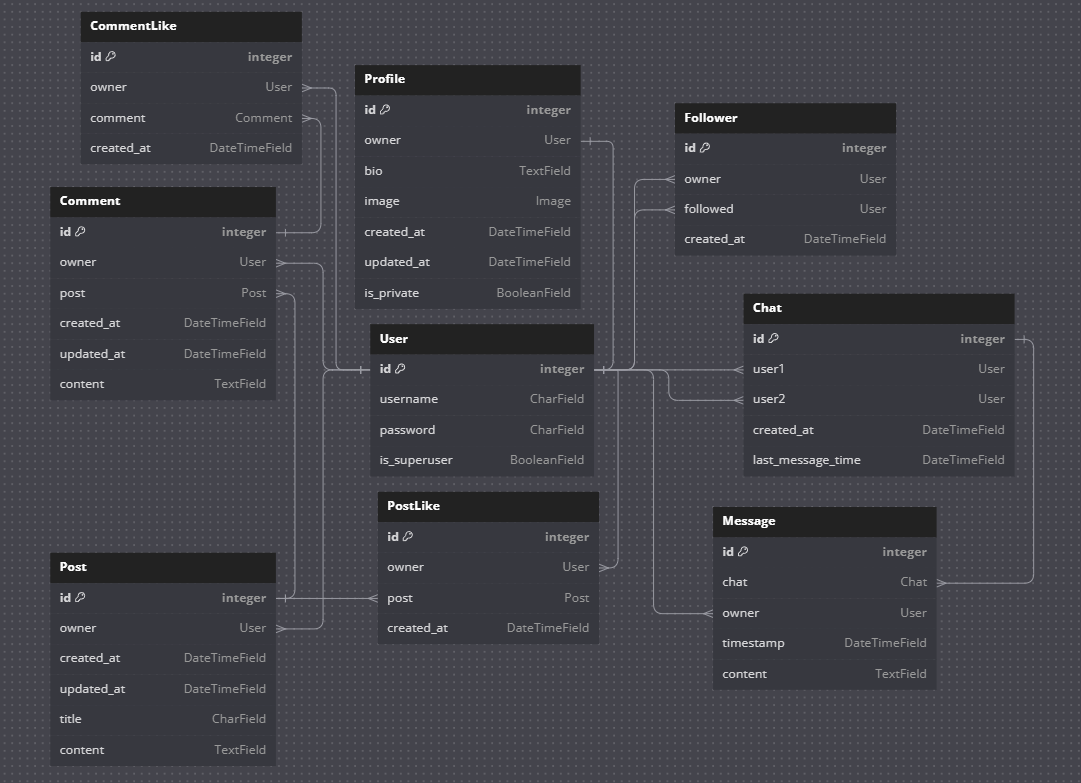 CommentLike
id integer
owner User
comment Comment
created_at DateTimeField
Profile
id integer
owner User
bio TextField
image Image
created_at DateTimeField
updated_at DateTimeField
is_private BooleanField
Follower
id integer
owner User
followed User
created_at DateTimeField
Comment
id integer
owner User
post Post
created_at DateTimeField
updated_at DateTimeField
content TextField
User
id integer
username CharField
password CharField
is_superuser BooleanField
Chat
id integer
user1 User
user2 User
created_at DateTimeField
last_message_time DateTimeField
PostLike
id integer
owner User
post Post
created_at DateTimeField
Message
id integer
chat Chat
owner User
timestamp DateTimeField
content TextField
Post
id integer
owner User
created_at DateTimeField
updated_at DateTimeField
title CharField
content TextField